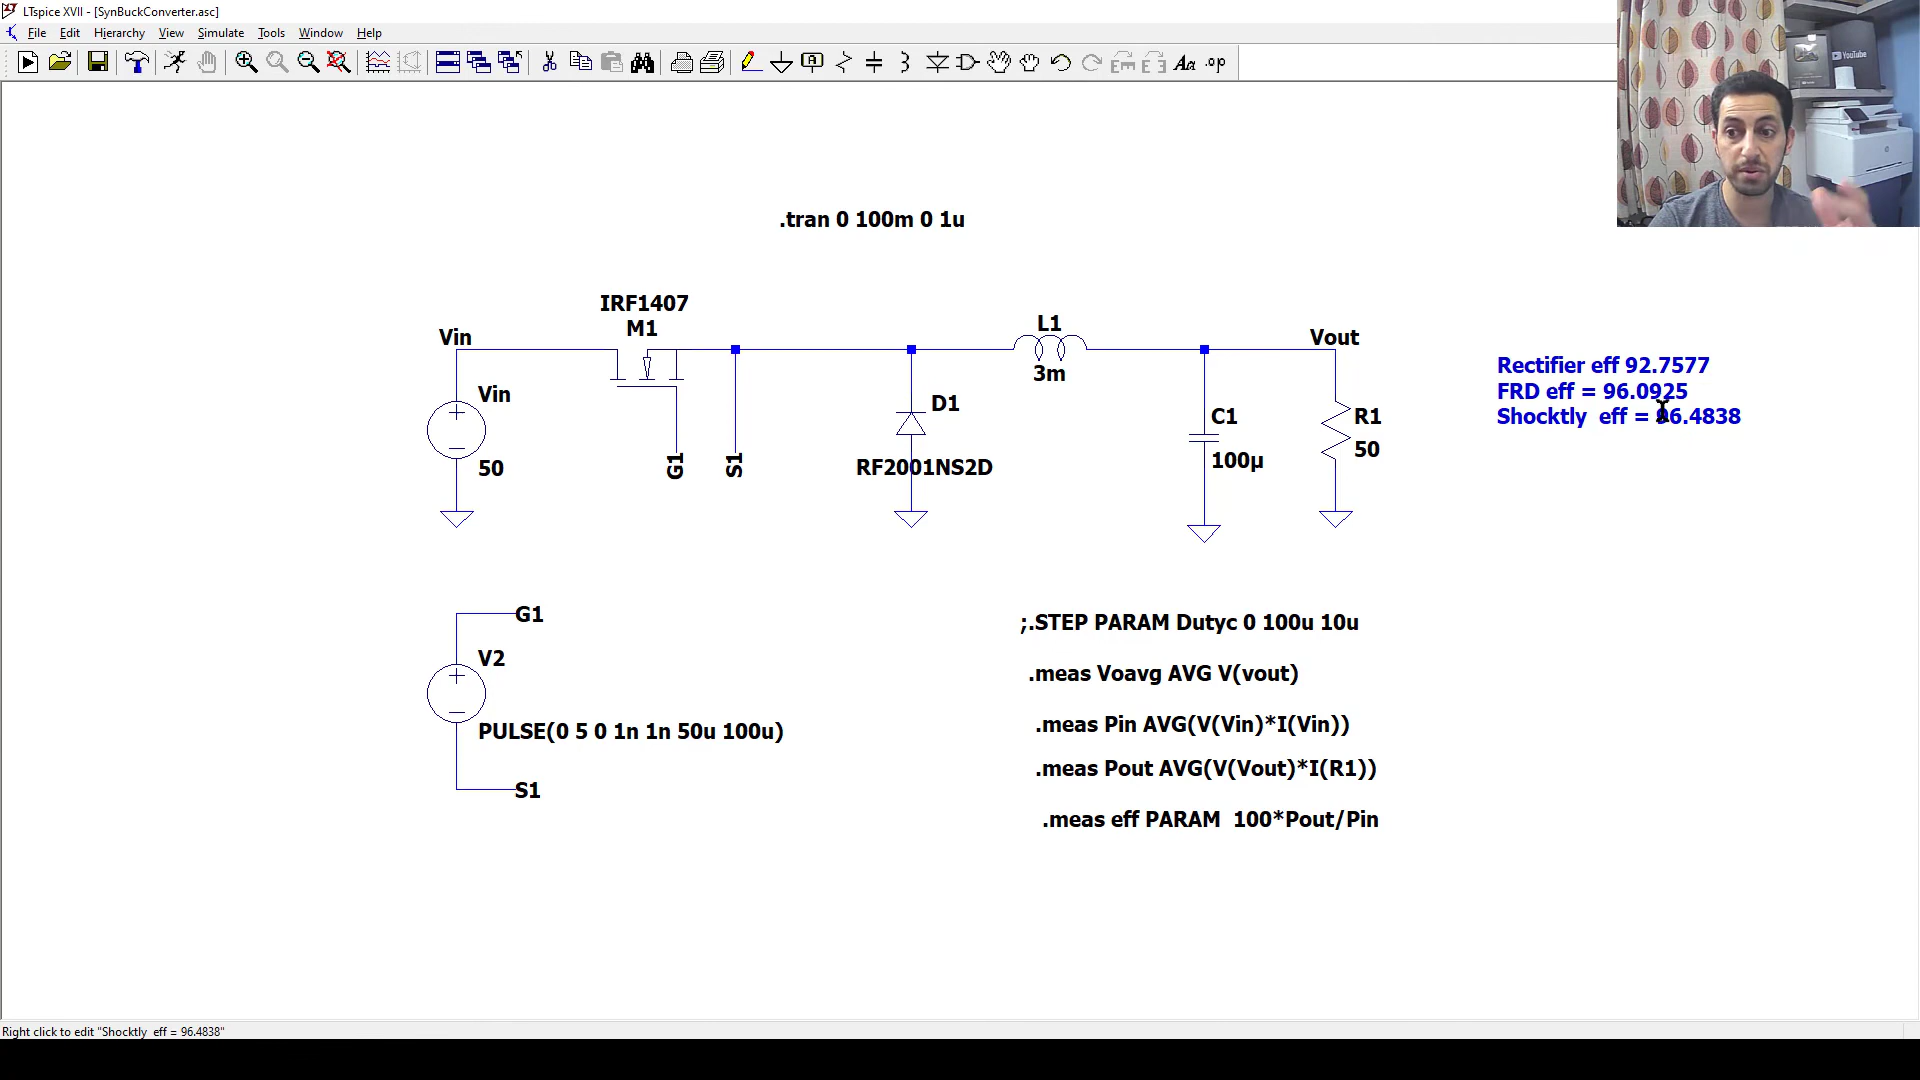 LTspice XVII - [SynBuckConverter.asc]
File Edit Hierarchy View Simulate Tools Window Help
YouTube
.tran 0 100m 0 1u
IRF1407
M1
Vin
Vin
50
G1
S1
D1
RF2001NS2D
L1
3m
C1
100µ
Vout
R1
50
Rectifier eff 92.7577
FRD eff = 96.0925
Shocktly eff = 96.4838
G1
V2
PULSE(0 5 0 1n 1n 50u 100u)
S1
;.STEP PARAM Dutyc 0 100u 10u
.meas Voavg AVG V(vout)
.meas Pin AVG(V(Vin)*I(Vin))
.meas Pout AVG(V(Vout)*I(R1))
.meas eff PARAM 100*Pout/Pin
Right click to edit "Shocktly eff = 96.4838"